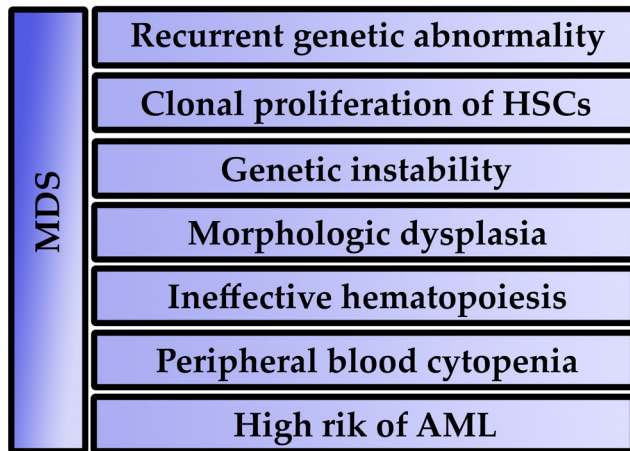 MDS
Recurrent genetic abnormality
Clonal proliferation of HSCs
Genetic instability
Morphologic dysplasia
Ineffective hematopoiesis
Peripheral blood cytopenia
High rik of AML